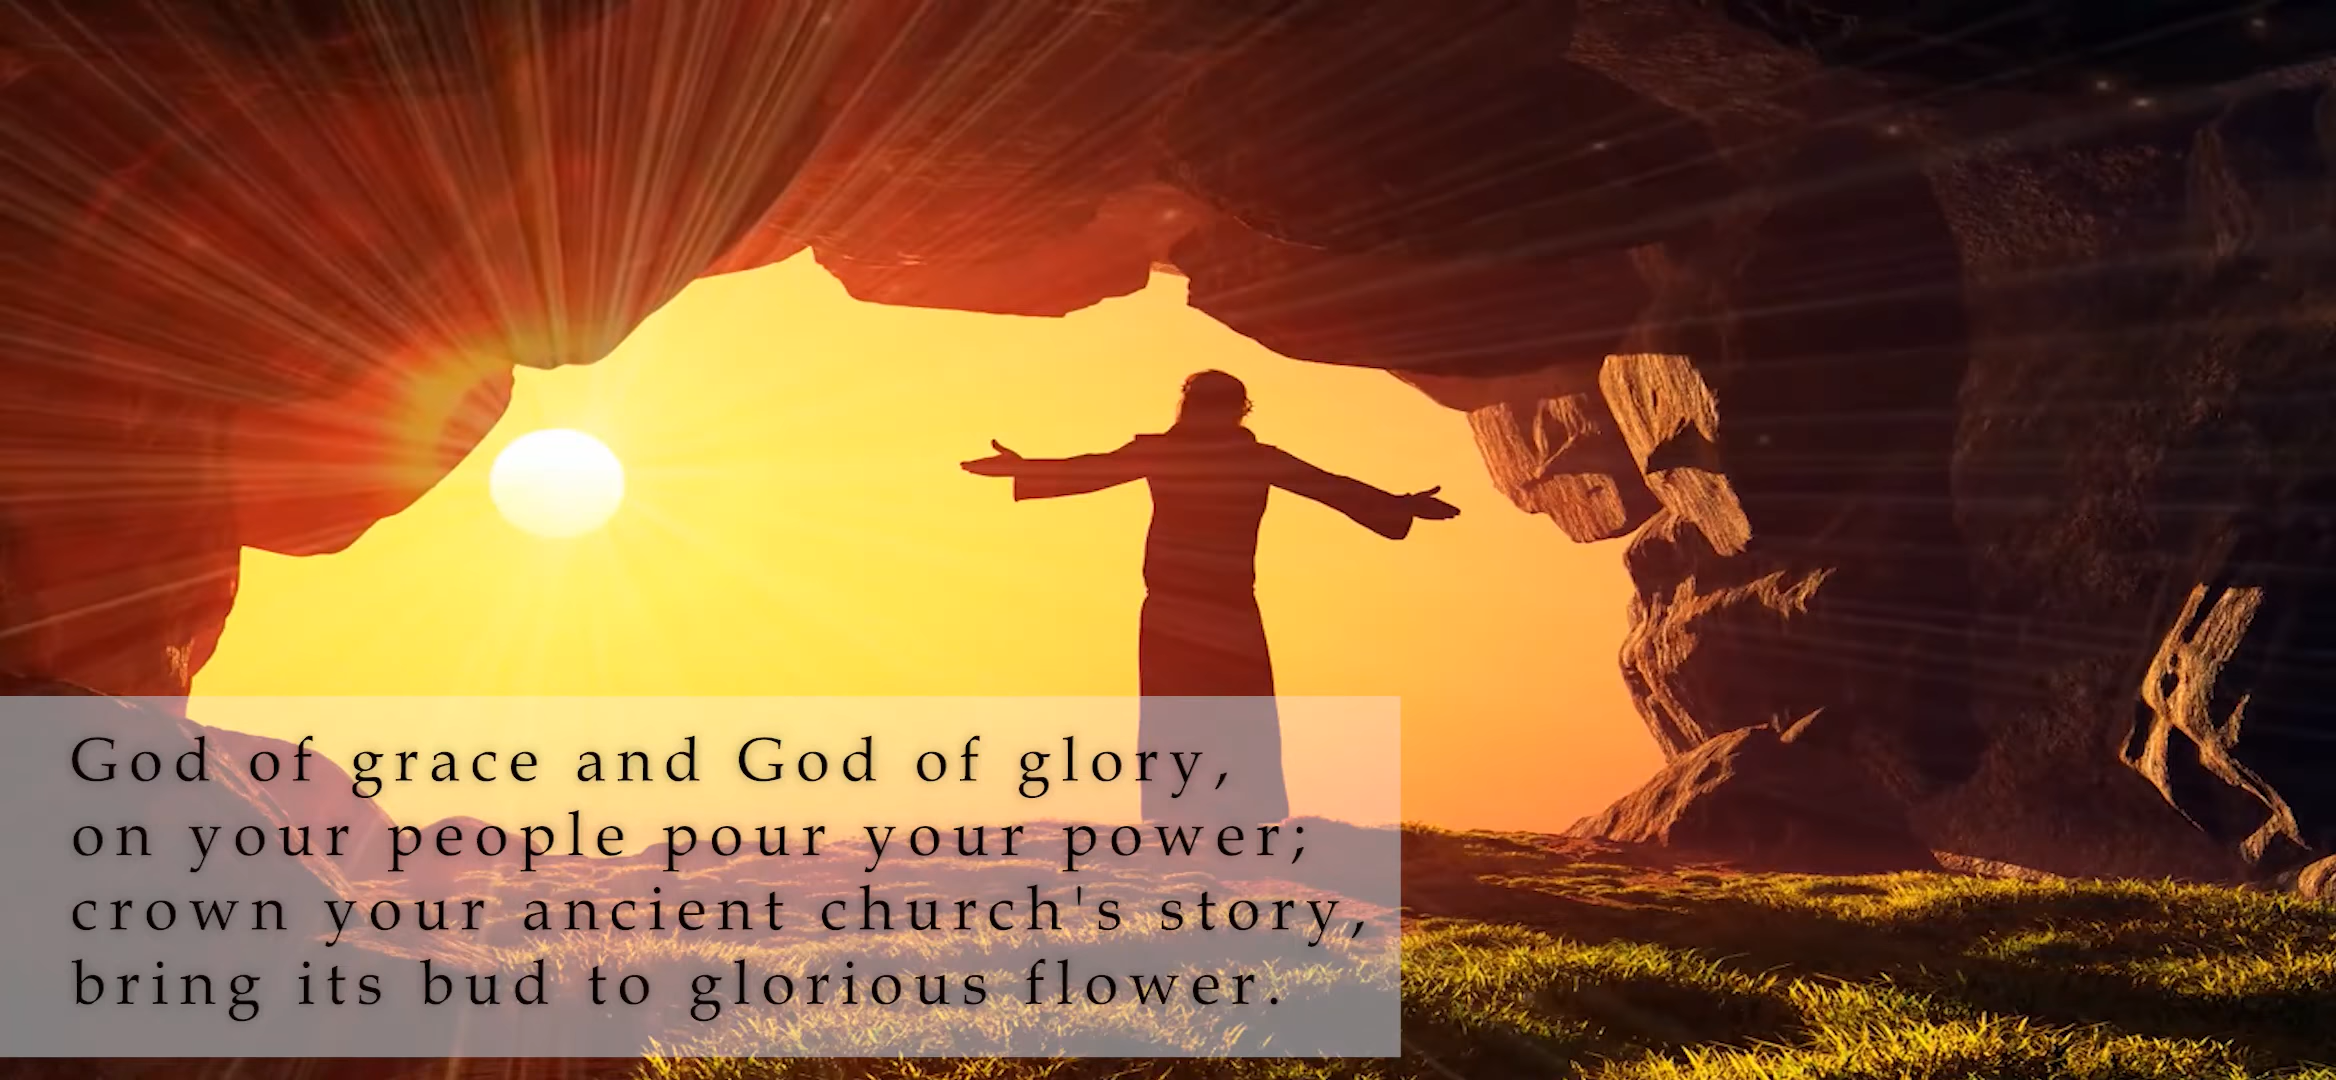 God of grace and God of glory,
on your people pour your power;
crown your ancient church's story,
bring its bud to glorious flower.